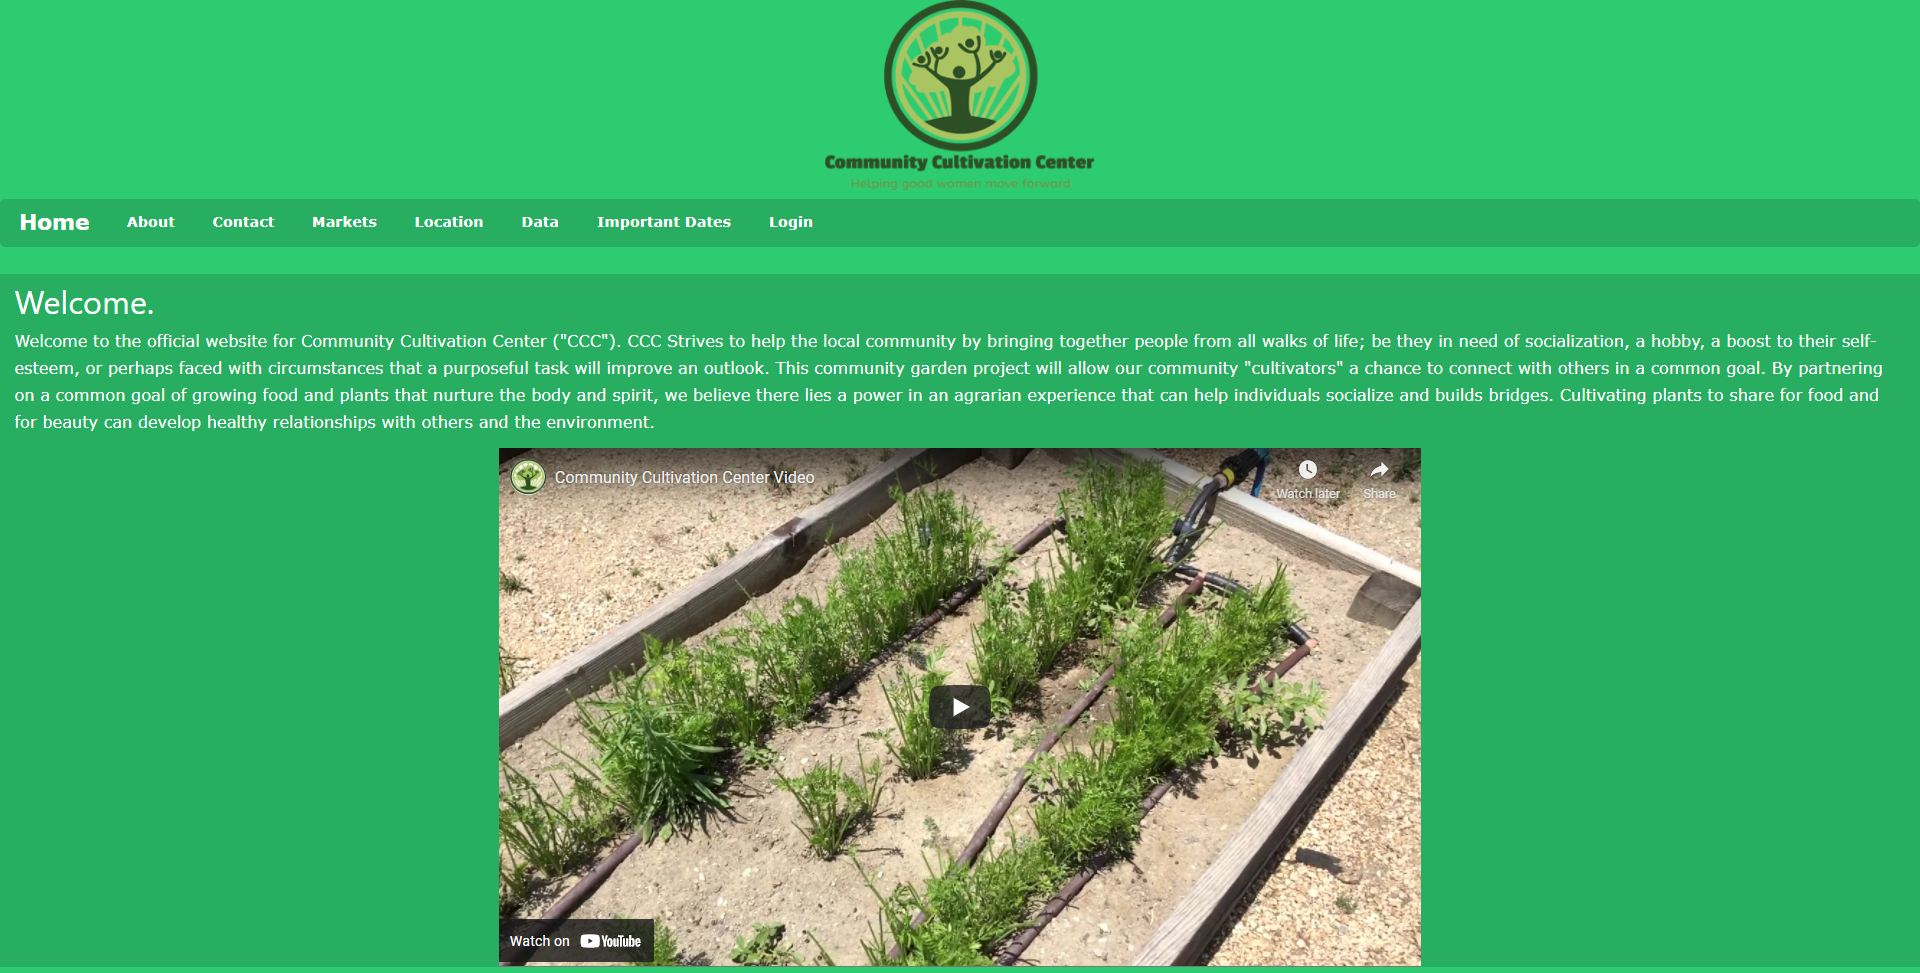 Community Cultivation Center
Helping good women move forward
Home About Contact Markets Location Data Important Dates Login
Welcome.
Welcome to the official website for Community Cultivation Center ("CCC"). CCC Strives to help the local community by bringing together people from all walks of life; be they in need of socialization, a hobby, a boost to their self-
esteem, or perhaps faced with circumstances that a purposeful task will improve an outlook. This community garden project will allow our community "cultivators" a chance to connect with others in a common goal. By partnering
on a common goal of growing food and plants that nurture the body and spirit, we believe there lies a power in an agrarian experience that can help individuals socialize and builds bridges. Cultivating plants to share for food and
for beauty can develop healthy relationships with others and the environment.
Community Cultivation Center Video
Watch later Share
Watch on YouTube